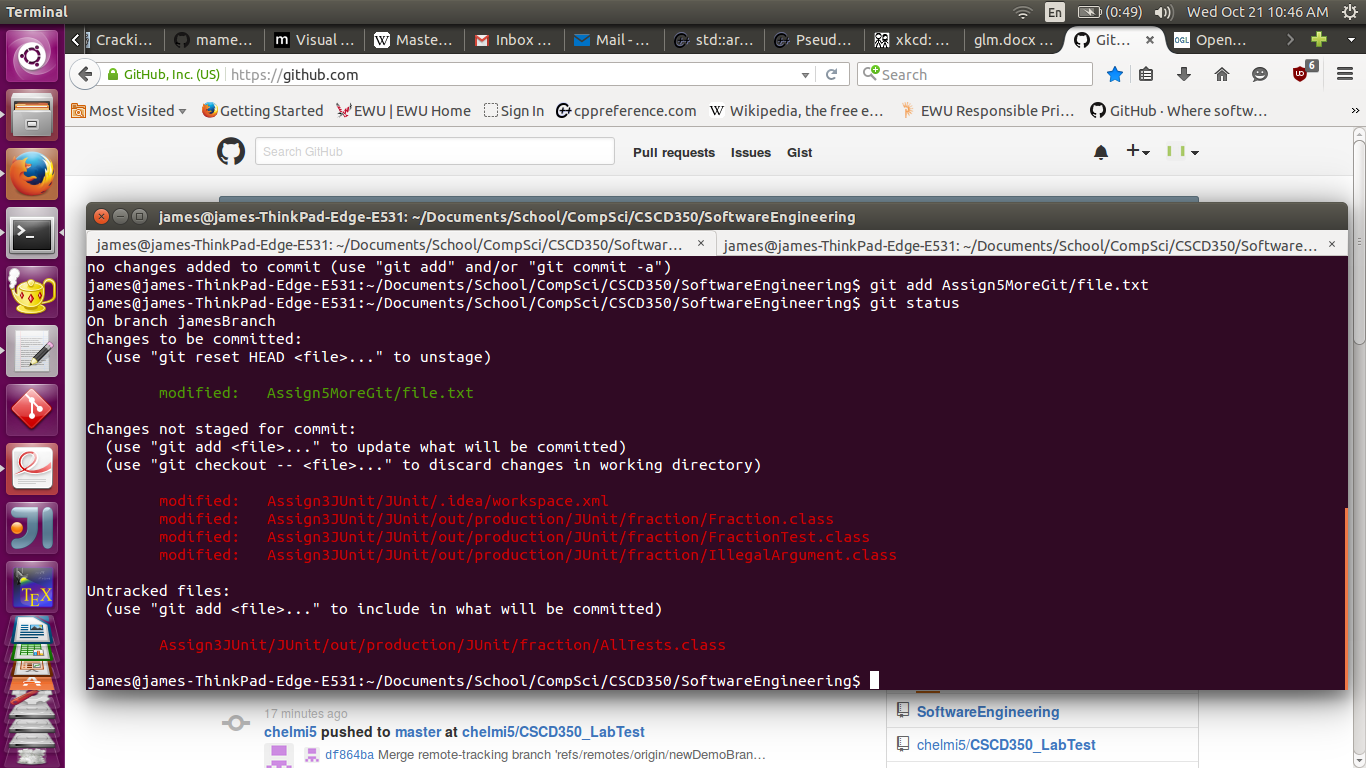 Terminal
En
(0:49)
Wed Oct 21 10:46 AM
Cracki...
mame...
Visual ...
Maste...
Inbox ...
Mail - ...
std::ar...
Pseud...
xkcd: ...
glm.docx ...
Git...
Open...
GitHub, Inc. (US)
https://github.com
Search
6
Most Visited
Getting Started
EWU | EWU Home
Sign In
cppreference.com
Wikipedia, the free e...
EWU Responsible Pri...
GitHub · Where softw...
Search GitHub
Pull requests
Issues
Gist
james@james-ThinkPad-Edge-E531: ~/Documents/School/CompSci/CSCD350/SoftwareEngineering
james@james-ThinkPad-Edge-E531: ~/Documents/School/CompSci/CSCD350/Softwar...
james@james-ThinkPad-Edge-E531: ~/Documents/School/CompSci/CSCD350/Software...
no changes added to commit (use "git add" and/or "git commit -a")
james@james-ThinkPad-Edge-E531:~/Documents/School/CompSci/CSCD350/SoftwareEngineering$ git add Assign5MoreGit/file.txt
james@james-ThinkPad-Edge-E531:~/Documents/School/CompSci/CSCD350/SoftwareEngineering$ git status
On branch jamesBranch
Changes to be committed:
(use "git reset HEAD <file>..." to unstage)
modified: Assign5MoreGit/file.txt
Changes not staged for commit:
(use "git add <file>..." to update what will be committed)
(use "git checkout -- <file>..." to discard changes in working directory)
modified: Assign3JUnit/JUnit/.idea/workspace.xml
modified: Assign3JUnit/JUnit/out/production/JUnit/fraction/Fraction.class
modified: Assign3JUnit/JUnit/out/production/JUnit/fraction/FractionTest.class
modified: Assign3JUnit/JUnit/out/production/JUnit/fraction/IllegalArgument.class
Untracked files:
(use "git add <file>..." to include in what will be committed)
Assign3JUnit/JUnit/out/production/JUnit/fraction/AllTests.class
james@james-ThinkPad-Edge-E531:~/Documents/School/CompSci/CSCD350/SoftwareEngineering$
17 minutes ago
chelmi5 pushed to master at chelmi5/CSCD350_LabTest
df864ba Merge remote-tracking branch 'refs/remotes/origin/newDemoBran...
SoftwareEngineering
chelmi5/CSCD350_LabTest